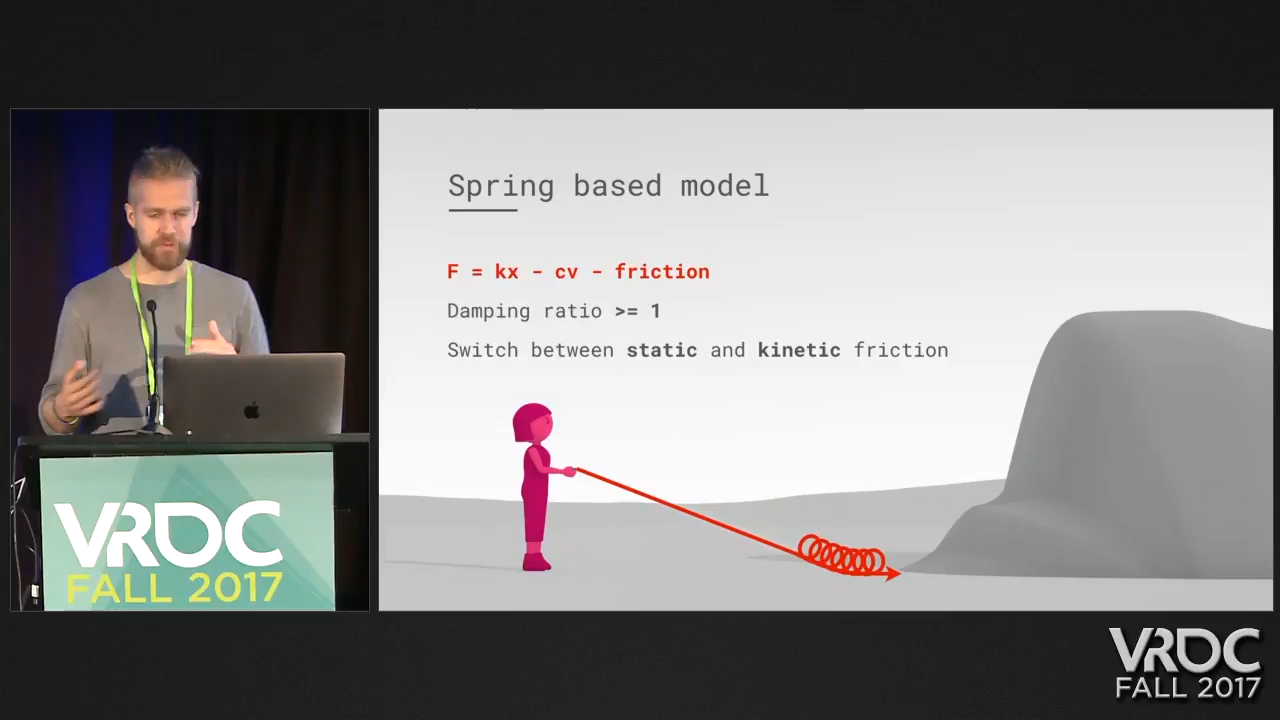 Spring based model
F = kx - cv - friction
Damping ratio >= 1
Switch between static and kinetic friction
VRDC
FALL 2017
VRDC
FALL 2017